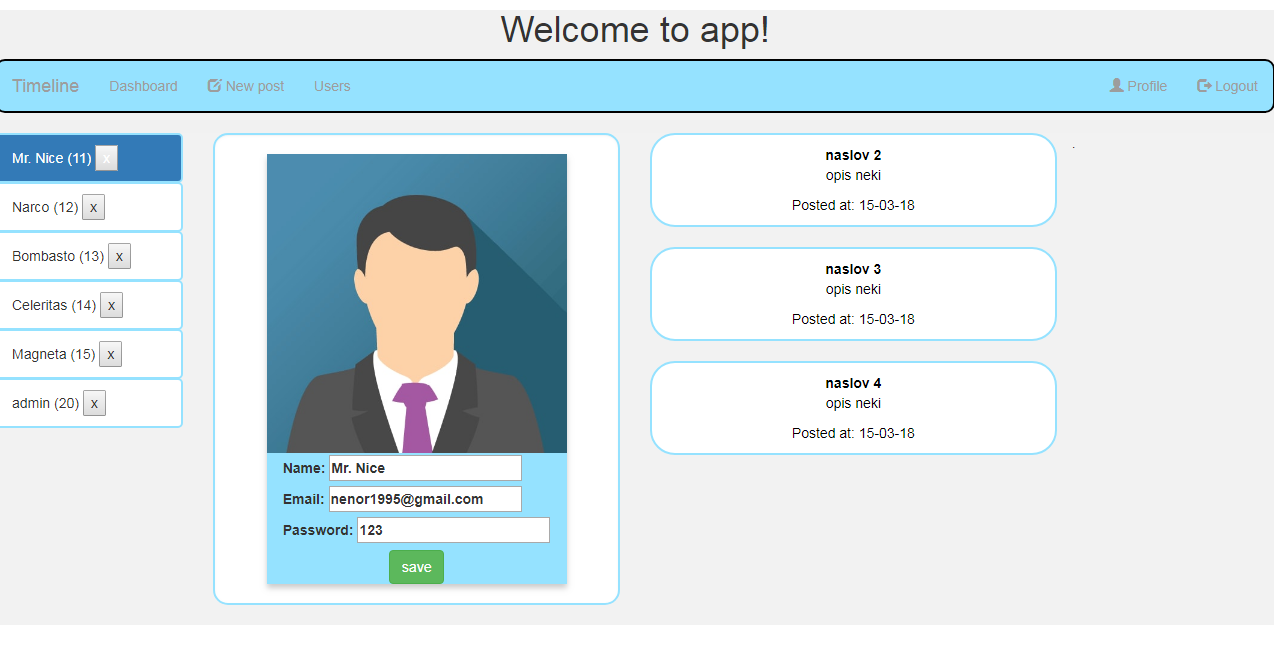 Welcome to app!
Timeline Dashboard New post Users Profile Logout
Mr. Nice (11) x
Narco (12) x
Bombasto (13) x
Celeritas (14) x
Magneta (15) x
admin (20) x
Name: Mr. Nice
Email: nenor1995@gmail.com
Password: 123
save
naslov 2
opis neki
Posted at: 15-03-18
naslov 3
opis neki
Posted at: 15-03-18
naslov 4
opis neki
Posted at: 15-03-18
.